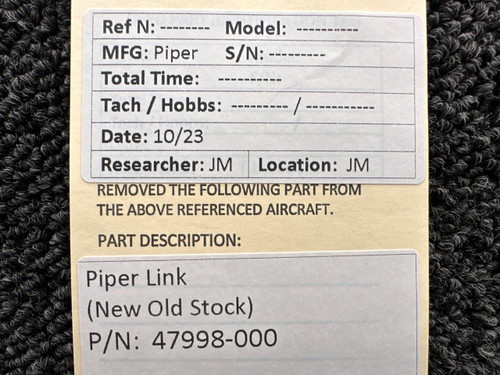 Ref N: -------- Model: ----------
MFG: Piper S/N: ---------
Total Time: ----------
Tach / Hobbs: --------- / -----------
Date: 10/23
Researcher: JM Location: JM
REMOVED THE FOLLOWING PART FROM
THE ABOVE REFERENCED AIRCRAFT.
PART DESCRIPTION:
Piper Link
(New Old Stock)
P/N: 47998-000